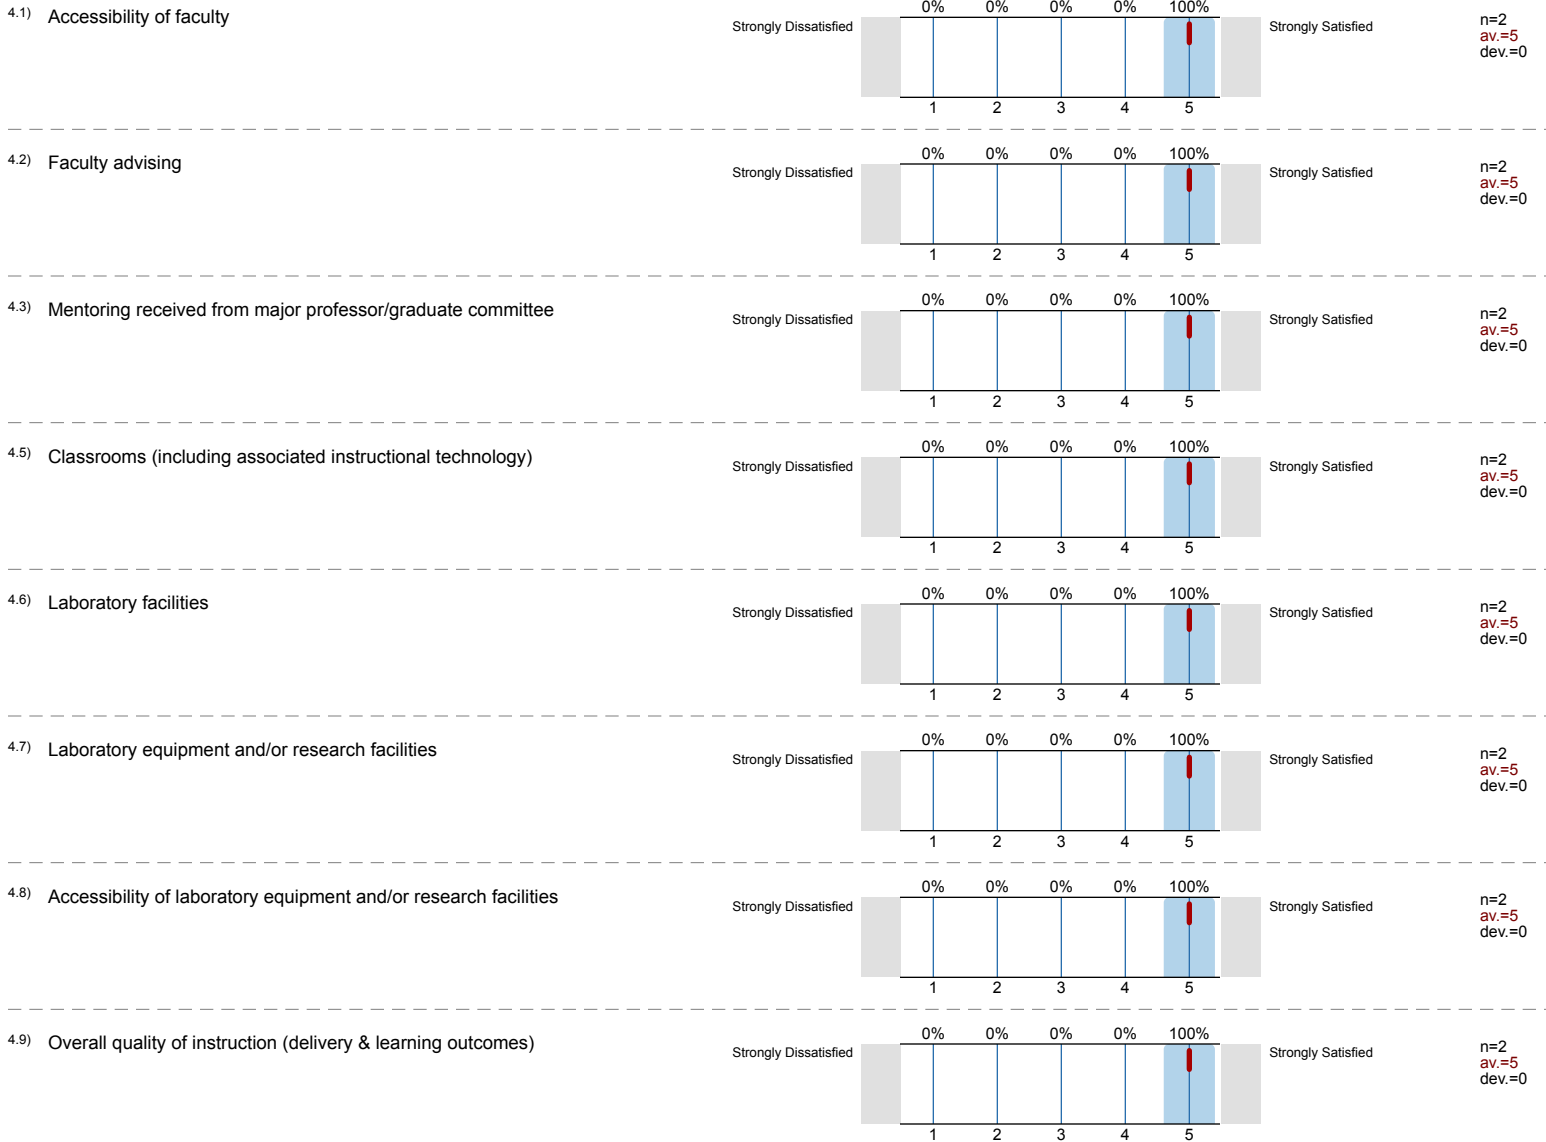 4.1) Accessibility of faculty
0% 0% 0% 0% 100%
Strongly Dissatisfied Strongly Satisfied
n=2
av.=5
dev.=0
1 2 3 4 5
4.2) Faculty advising
0% 0% 0% 0% 100%
Strongly Dissatisfied Strongly Satisfied
n=2
av.=5
dev.=0
1 2 3 4 5
4.3) Mentoring received from major professor/graduate committee
0% 0% 0% 0% 100%
Strongly Dissatisfied Strongly Satisfied
n=2
av.=5
dev.=0
1 2 3 4 5
4.5) Classrooms (including associated instructional technology)
0% 0% 0% 0% 100%
Strongly Dissatisfied Strongly Satisfied
n=2
av.=5
dev.=0
1 2 3 4 5
4.6) Laboratory facilities
0% 0% 0% 0% 100%
Strongly Dissatisfied Strongly Satisfied
n=2
av.=5
dev.=0
1 2 3 4 5
4.7) Laboratory equipment and/or research facilities
0% 0% 0% 0% 100%
Strongly Dissatisfied Strongly Satisfied
n=2
av.=5
dev.=0
1 2 3 4 5
4.8) Accessibility of laboratory equipment and/or research facilities
0% 0% 0% 0% 100%
Strongly Dissatisfied Strongly Satisfied
n=2
av.=5
dev.=0
1 2 3 4 5
4.9) Overall quality of instruction (delivery & learning outcomes)
0% 0% 0% 0% 100%
Strongly Dissatisfied Strongly Satisfied
n=2
av.=5
dev.=0
1 2 3 4 5